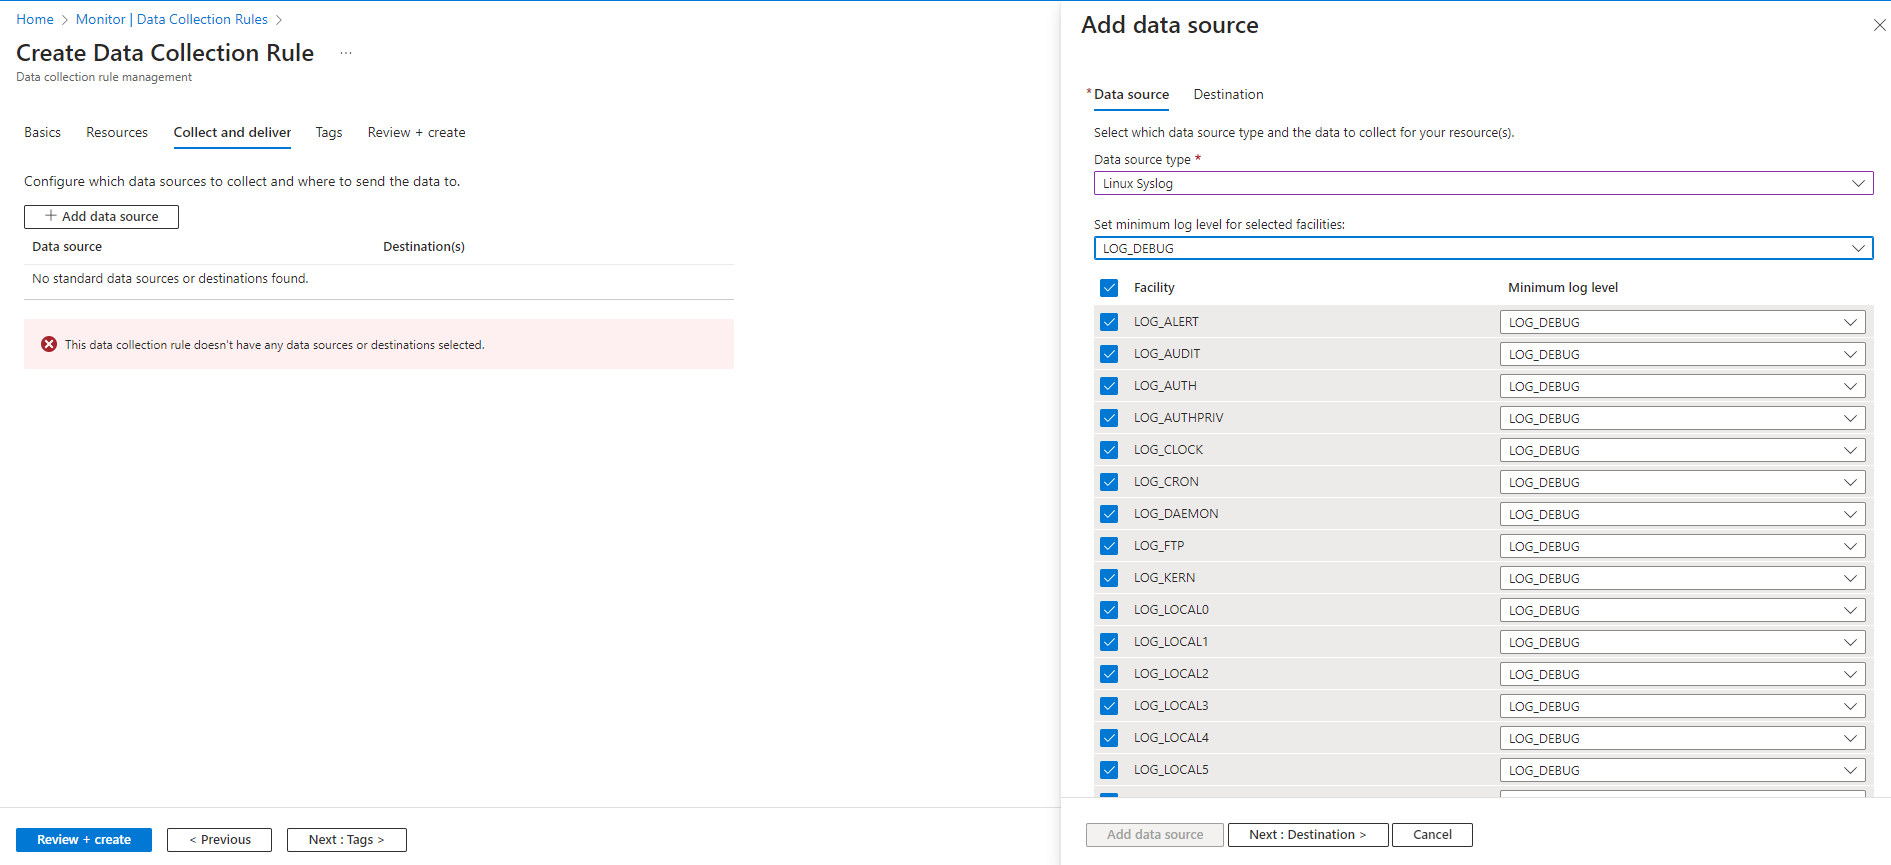 Home > Monitor | Data Collection Rules >
Create Data Collection Rule ...
Data collection rule management
Basics Resources Collect and deliver Tags Review + create
Configure which data sources to collect and where to send the data to.
+ Add data source
Data source Destination(s)
No standard data sources or destinations found.
This data collection rule doesn't have any data sources or destinations selected.
Review + create < Previous Next : Tags >
Add data source
* Data source Destination
Select which data source type and the data to collect for your resource(s).
Data source type *
Linux Syslog
Set minimum log level for selected facilities:
LOG_DEBUG
Facility Minimum log level
LOG_ALERT LOG_DEBUG
LOG_AUDIT LOG_DEBUG
LOG_AUTH LOG_DEBUG
LOG_AUTHPRIV LOG_DEBUG
LOG_CLOCK LOG_DEBUG
LOG_CRON LOG_DEBUG
LOG_DAEMON LOG_DEBUG
LOG_FTP LOG_DEBUG
LOG_KERN LOG_DEBUG
LOG_LOCAL0 LOG_DEBUG
LOG_LOCAL1 LOG_DEBUG
LOG_LOCAL2 LOG_DEBUG
LOG_LOCAL3 LOG_DEBUG
LOG_LOCAL4 LOG_DEBUG
LOG_LOCAL5 LOG_DEBUG
Add data source Next : Destination > Cancel